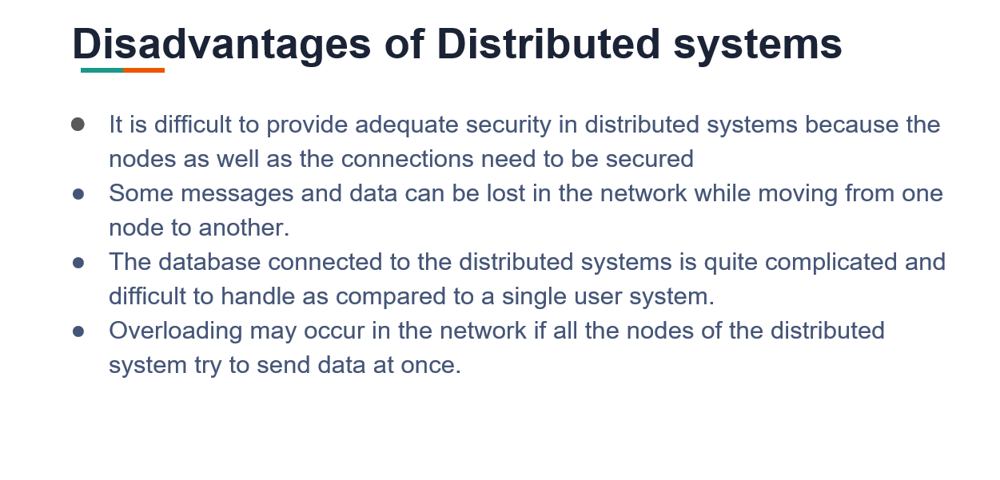 Disadvantages of Distributed systems
● It is difficult to provide adequate security in distributed systems because the
nodes as well as the connections need to be secured
● Some messages and data can be lost in the network while moving from one
node to another.
● The database connected to the distributed systems is quite complicated and
difficult to handle as compared to a single user system.
● Overloading may occur in the network if all the nodes of the distributed
system try to send data at once.